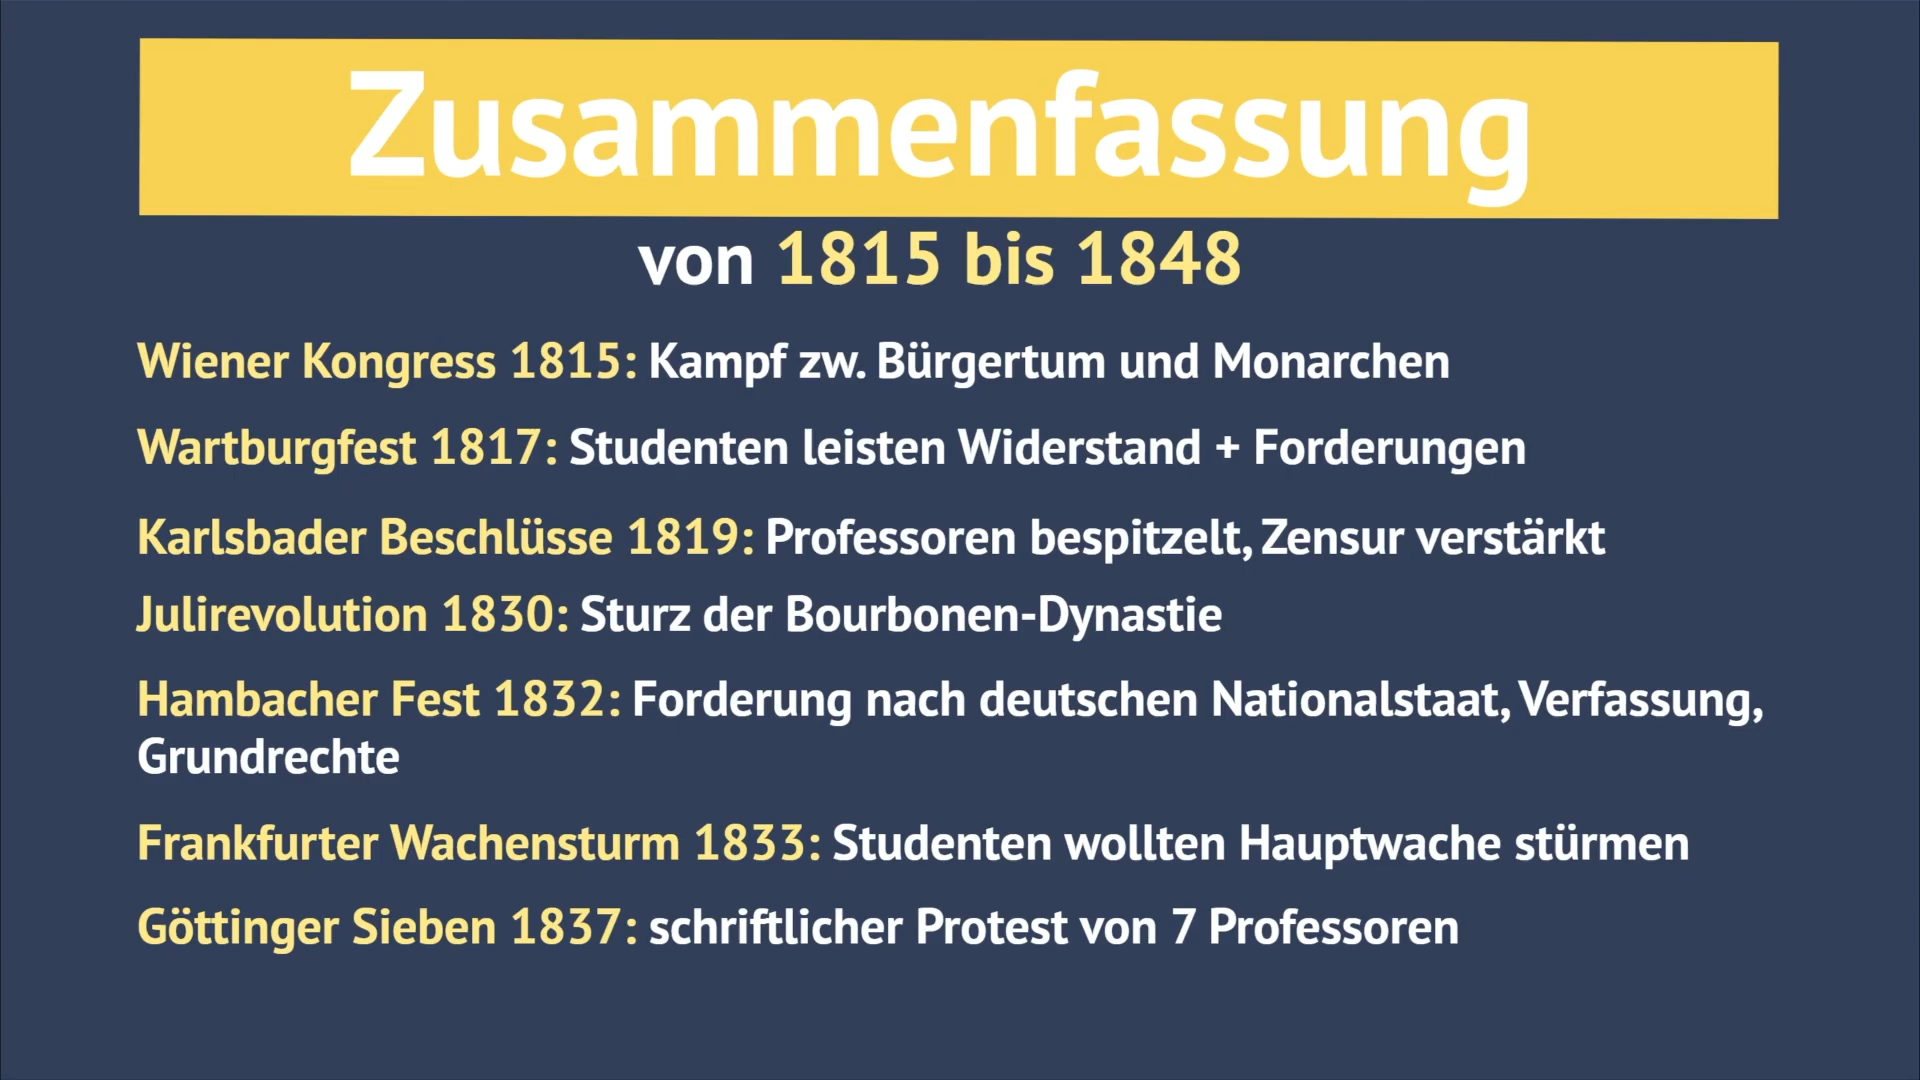 Zusammenfassung
von 1815 bis 1848
Wiener Kongress 1815: Kampf zw. Bürgertum und Monarchen
Wartburgfest 1817: Studenten leisten Widerstand + Forderungen
Karlsbader Beschlüsse 1819: Professoren bespitzelt, Zensur verstärkt
Julirevolution 1830: Sturz der Bourbonen-Dynastie
Hambacher Fest 1832: Forderung nach deutschen Nationalstaat, Verfassung,
Grundrechte
Frankfurter Wachensturm 1833: Studenten wollten Hauptwache stürmen
Göttinger Sieben 1837: schriftlicher Protest von 7 Professoren